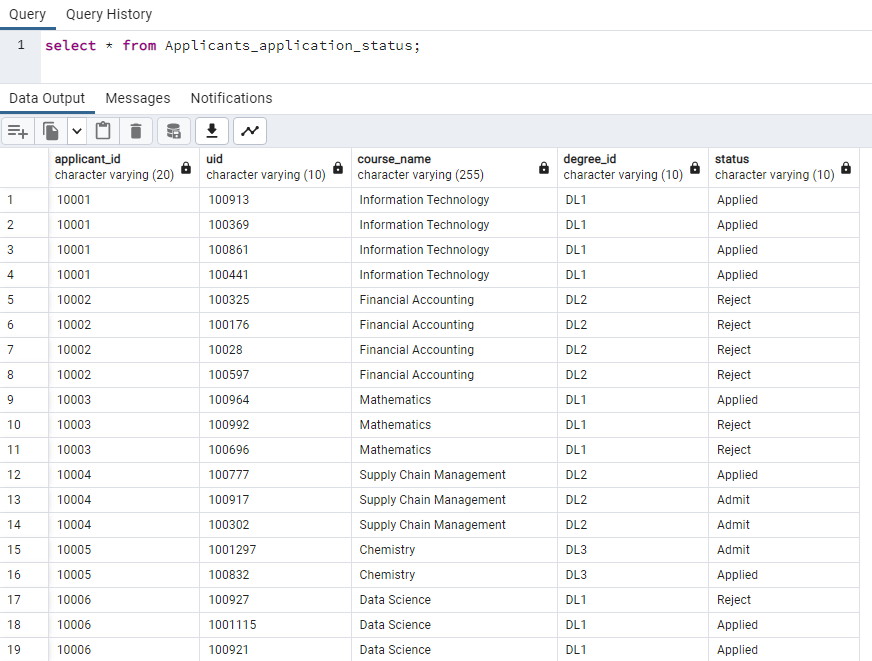 Query Query History
1 select * from Applicants_application_status;
Data Output Messages Notifications
applicant_id uid course_name degree_id status
character varying (20) character varying (10) character varying (255) character varying (10) character varying (10)
1 10001 100913 Information Technology DL1 Applied
2 10001 100369 Information Technology DL1 Applied
3 10001 100861 Information Technology DL1 Applied
4 10001 100441 Information Technology DL1 Applied
5 10002 100325 Financial Accounting DL2 Reject
6 10002 100176 Financial Accounting DL2 Reject
7 10002 10028 Financial Accounting DL2 Reject
8 10002 100597 Financial Accounting DL2 Reject
9 10003 100964 Mathematics DL1 Applied
10 10003 100992 Mathematics DL1 Reject
11 10003 100696 Mathematics DL1 Reject
12 10004 100777 Supply Chain Management DL2 Applied
13 10004 100917 Supply Chain Management DL2 Admit
14 10004 100302 Supply Chain Management DL2 Admit
15 10005 1001297 Chemistry DL3 Admit
16 10005 100832 Chemistry DL3 Applied
17 10006 100927 Data Science DL1 Reject
18 10006 1001115 Data Science DL1 Applied
19 10006 100921 Data Science DL1 Applied